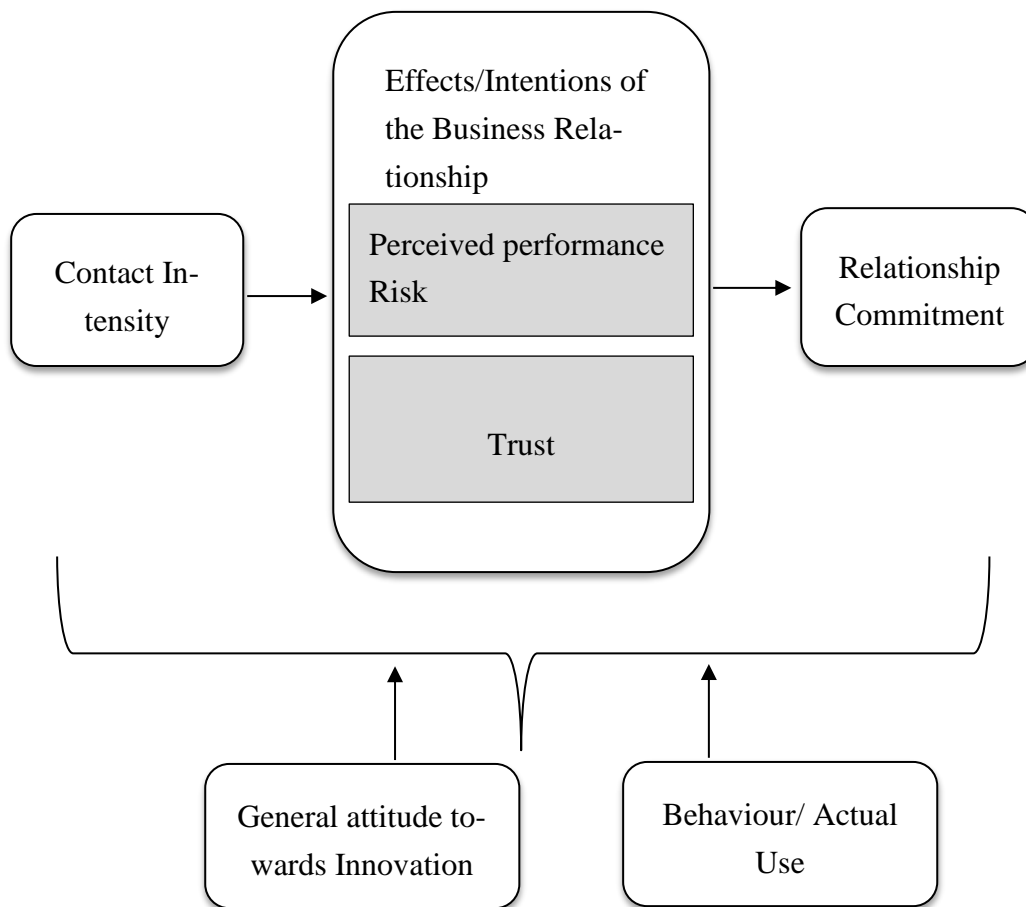 Effects/Intentions of
the Business Rela-
tionship
Contact In-
tensity
Perceived performance
Risk
Trust
Relationship
Commitment
General attitude to-
wards Innovation
Behaviour/ Actual
Use